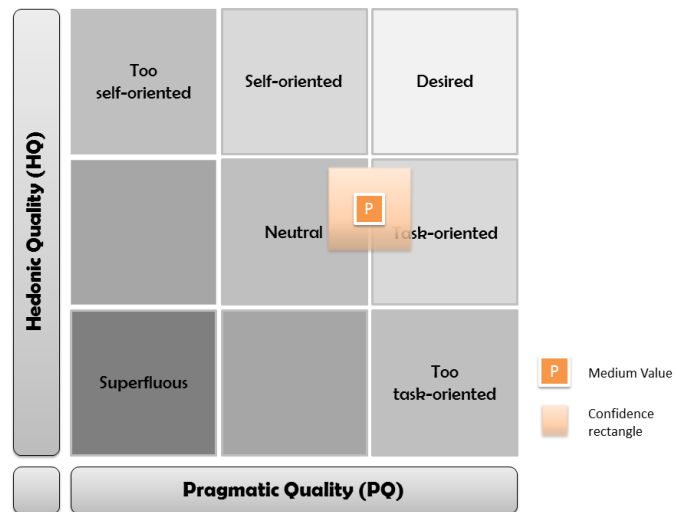 Hedonic Quality (HQ)
Too
self-oriented
Self-oriented
Desired
Neutral
P
Task-oriented
Superfluous
Too
task-oriented
Pragmatic Quality (PQ)
P
Medium Value
Confidence
rectangle